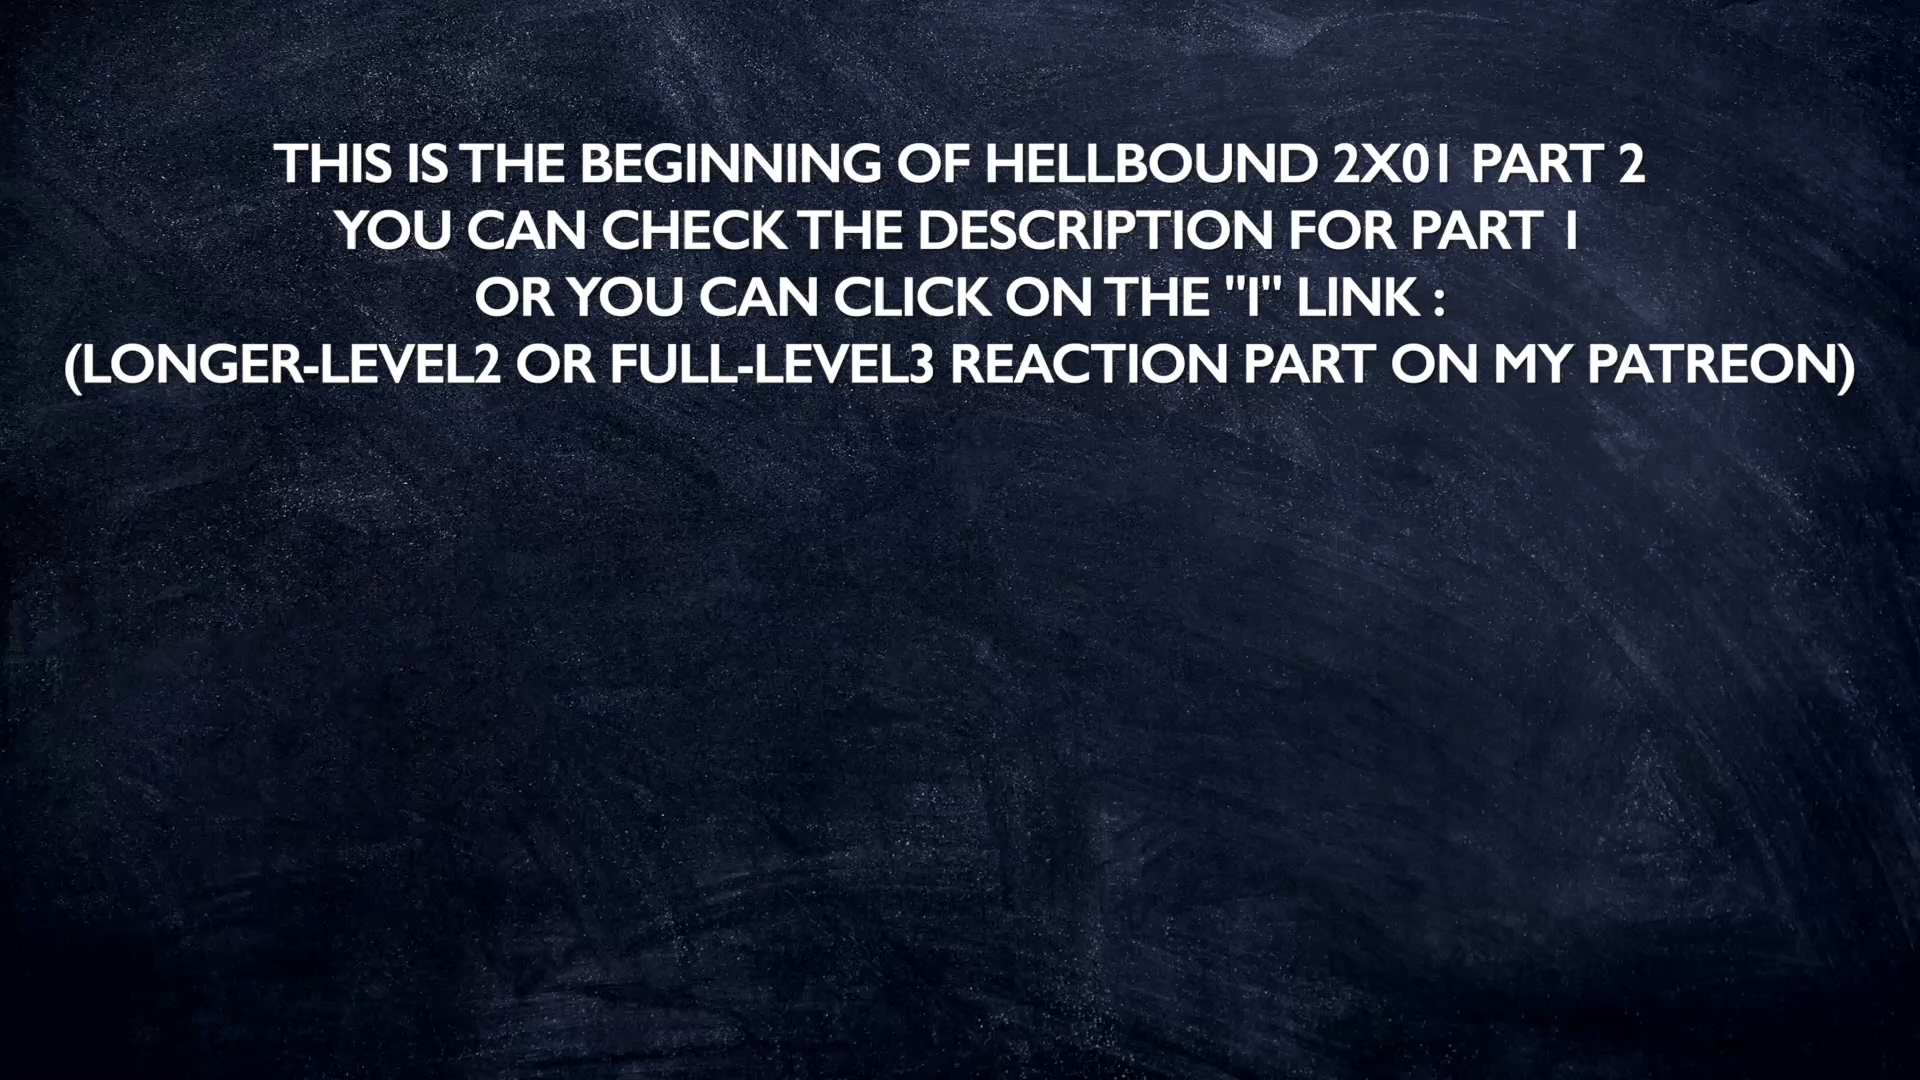 THIS IS THE BEGINNING OF HELLBOUND 2X01 PART 2
YOU CAN CHECK THE DESCRIPTION FOR PART 1
OR YOU CAN CLICK ON THE "I" LINK :
(LONGER-LEVEL2 OR FULL-LEVEL3 REACTION PART ON MY PATREON)